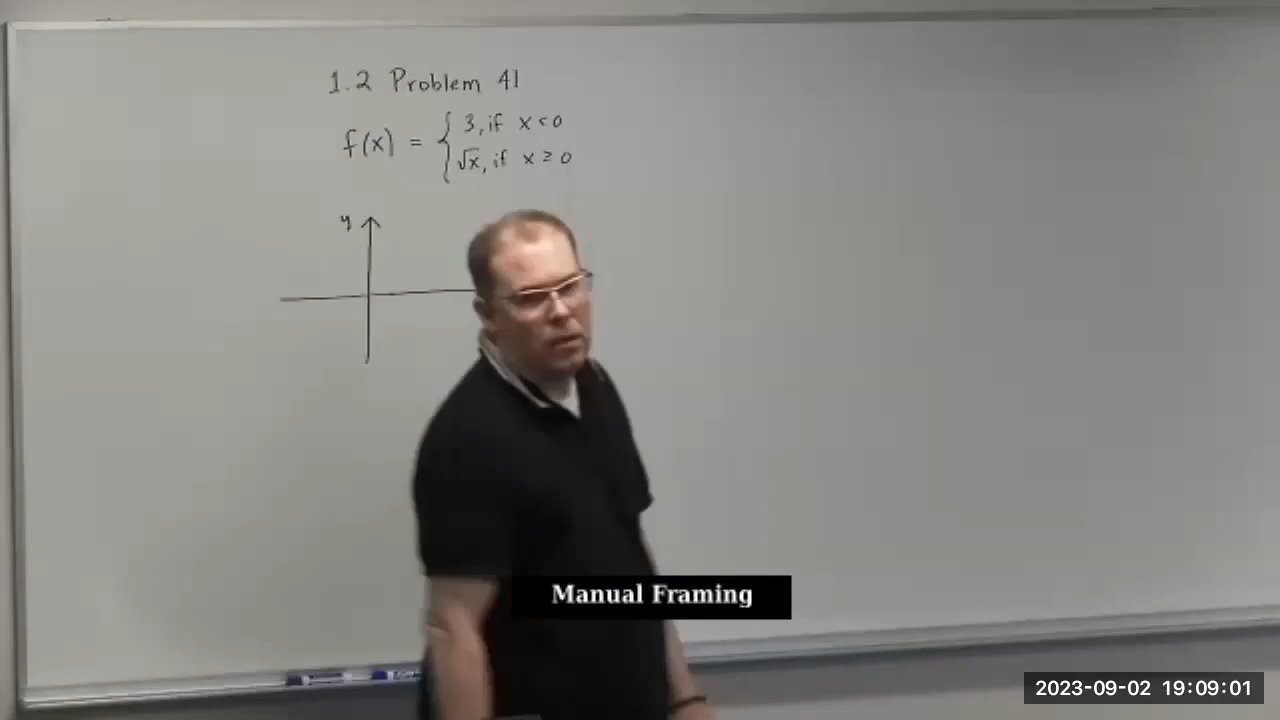 1.2 Problem 41
f(x) = { 3, if x < 0
√x, if x ≥ 0
y
Manual Framing
2023-09-02 19:09:01